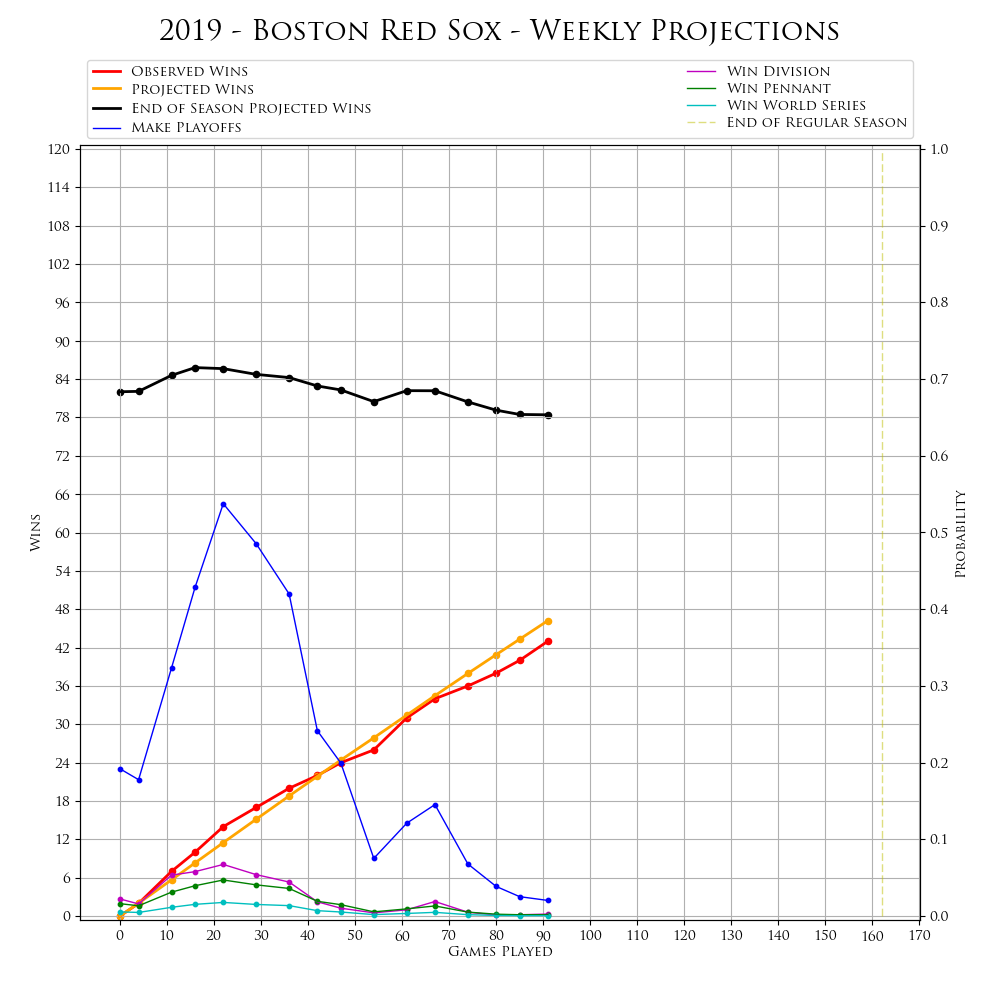 2019 - Boston Red Sox - Weekly Projections
Observed Wins
Projected Wins
End of Season Projected Wins
Make Playoffs
Win Division
Win Pennant
Win World Series
End of Regular Season
120
114
108
102
96
90
84
78
72
66
60
54
48
42
36
30
24
18
12
6
0
Wins
1.0
0.9
0.8
0.7
0.6
0.5
0.4
0.3
0.2
0.1
0.0
Probability
0 10 20 30 40 50 60 70 80 90 100 110 120 130 140 150 160 170
Games Played